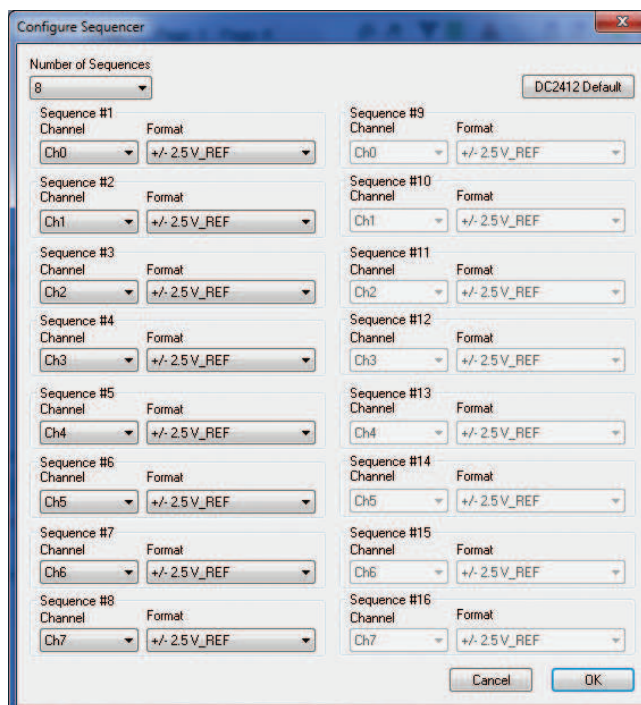 Configure Sequencer
Number of Sequences
8
DC2412 Default
Sequence #1
Channel Format
Ch0 +/- 2.5 V_REF
Sequence #2
Channel Format
Ch1 +/- 2.5 V_REF
Sequence #3
Channel Format
Ch2 +/- 2.5 V_REF
Sequence #4
Channel Format
Ch3 +/- 2.5 V_REF
Sequence #5
Channel Format
Ch4 +/- 2.5 V_REF
Sequence #6
Channel Format
Ch5 +/- 2.5 V_REF
Sequence #7
Channel Format
Ch6 +/- 2.5 V_REF
Sequence #8
Channel Format
Ch7 +/- 2.5 V_REF
Sequence #9
Channel Format
Ch0 +/- 2.5 V_REF
Sequence #10
Channel Format
Ch1 +/- 2.5 V_REF
Sequence #11
Channel Format
Ch2 +/- 2.5 V_REF
Sequence #12
Channel Format
Ch3 +/- 2.5 V_REF
Sequence #13
Channel Format
Ch4 +/- 2.5 V_REF
Sequence #14
Channel Format
Ch5 +/- 2.5 V_REF
Sequence #15
Channel Format
Ch6 +/- 2.5 V_REF
Sequence #16
Channel Format
Ch7 +/- 2.5 V_REF
Cancel OK